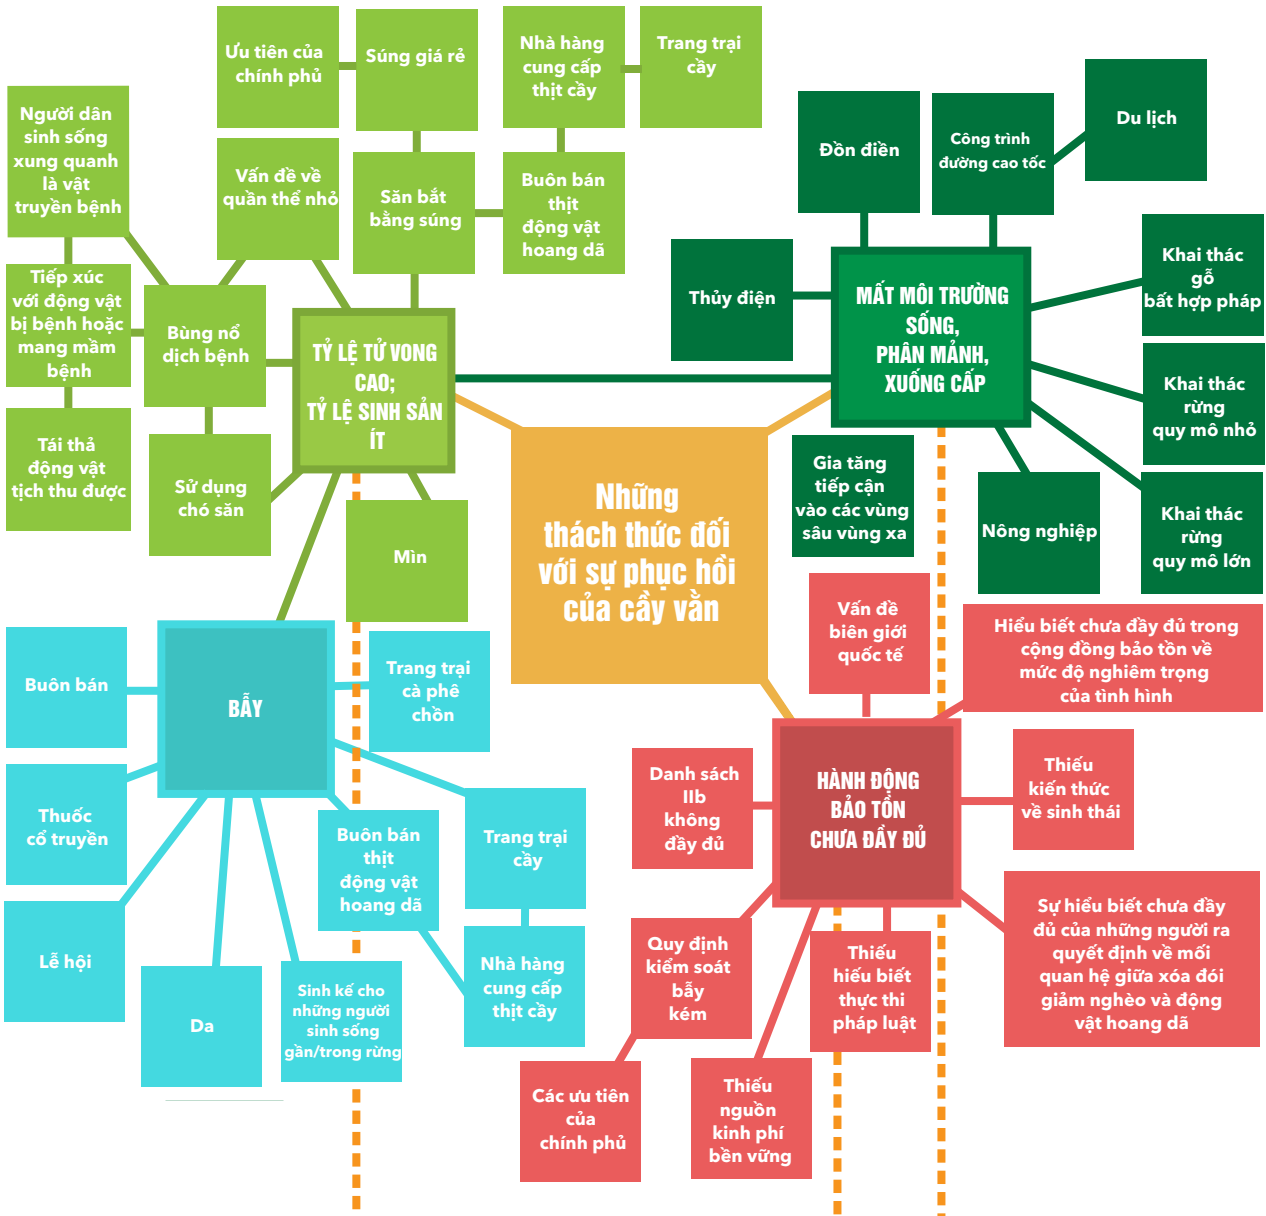 Ưu tiên của
chính phủ
Súng giá rẻ
Nhà hàng
cung cấp
thịt cầy
Trang trại
cầy
Người dân
sinh sống
xung quanh
là vật
truyền bệnh
Vấn đề về
quần thể nhỏ
Săn bắt
bằng súng
Buôn bán
thịt
động vật
hoang dã
Tiếp xúc
với động vật
bị bệnh hoặc
mang mầm
bệnh
Bùng nổ
dịch bệnh
TỶ LỆ TỬ VONG
CAO;
TỶ LỆ SINH SẢN
ÍT
Tái thả
động vật
tịch thu được
Sử dụng
chó săn
Mìn
Đồn điền
Công trình
đường cao tốc
Du lịch
Thủy điện
MẤT MÔI TRƯỜNG
SỐNG,
PHÂN MẢNH,
XUỐNG CẤP
Khai thác
gỗ
bất hợp pháp
Khai thác
rừng
quy mô nhỏ
Khai thác
rừng
quy mô lớn
Gia tăng
tiếp cận
vào các vùng
sâu vùng xa
Nông nghiệp
Những
thách thức đối
với sự phục hồi
của cầy vằn
BẪY
Buôn bán
Trang trại
cà phê
chồn
Thuốc
cổ truyền
Buôn bán
thịt
động vật
hoang dã
Trang trại
cầy
Lễ hội
Da
Sinh kế cho
những người
sinh sống
gần/trong rừng
Nhà hàng
cung cấp
thịt cầy
Vấn đề
biên giới
quốc tế
Hiểu biết chưa đầy đủ trong
cộng đồng bảo tồn về
mức độ nghiêm trọng
của tình hình
Danh sách
IIb
không
đầy đủ
HÀNH ĐỘNG
BẢO TỒN
CHƯA ĐẦY ĐỦ
Thiếu
kiến thức
về sinh thái
Quy định
kiểm soát
bẫy
kém
Thiếu
hiếu biết
thực thi
pháp luật
Sự hiểu biết chưa đầy
đủ của những người ra
quyết định về mối
quan hệ giữa xóa đói
giảm nghèo và động
vật hoang dã
Các ưu tiên
của
chính phủ
Thiếu
nguồn
kinh phí
bền vững